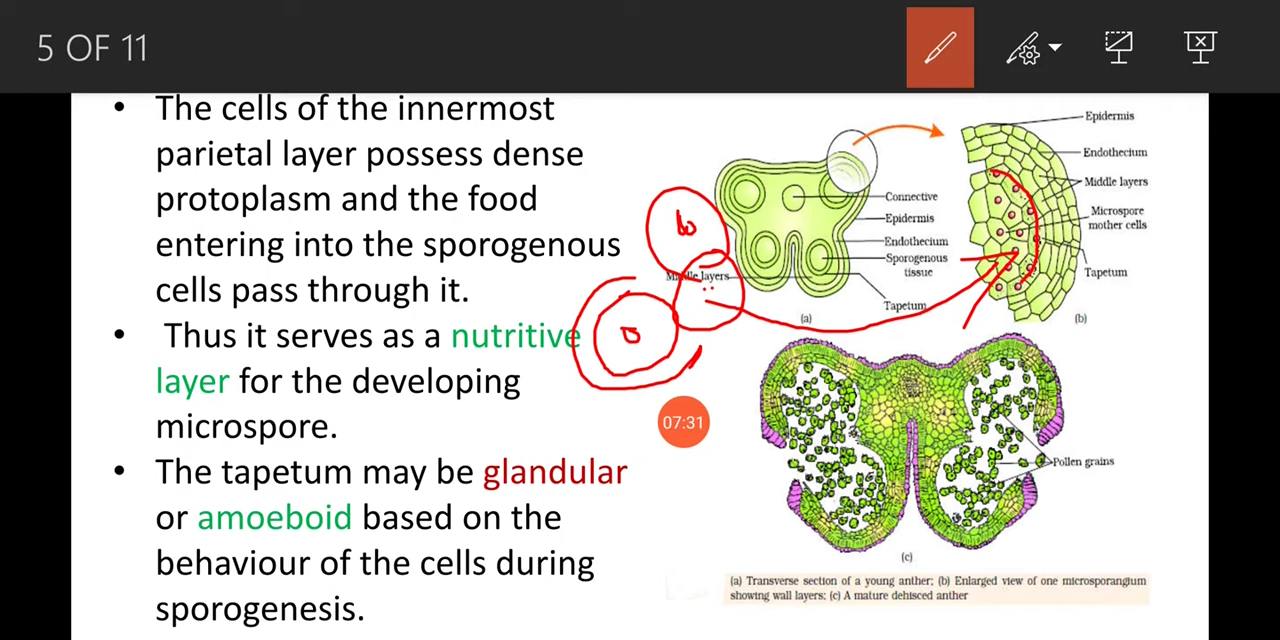 5 OF 11
• The cells of the innermost
parietal layer possess dense
protoplasm and the food
entering into the sporogenous
cells pass through it.
• Thus it serves as a nutritive
layer for the developing
microspore.
• The tapetum may be glandular
or amoeboid based on the
behaviour of the cells during
sporogenesis.
Connective
Epidermis
Endothecium
Sporogenous
tissue
Middle layers
Tapetum
(a)
Epidermis
Endothecium
Middle layers
Microspore
mother cells
Tapetum
(b)
07:31
Pollen grains
(c)
(a) Transverse section of a young anther; (b) Enlarged view of one microsporangium
showing wall layers; (c) A mature dehisced anther